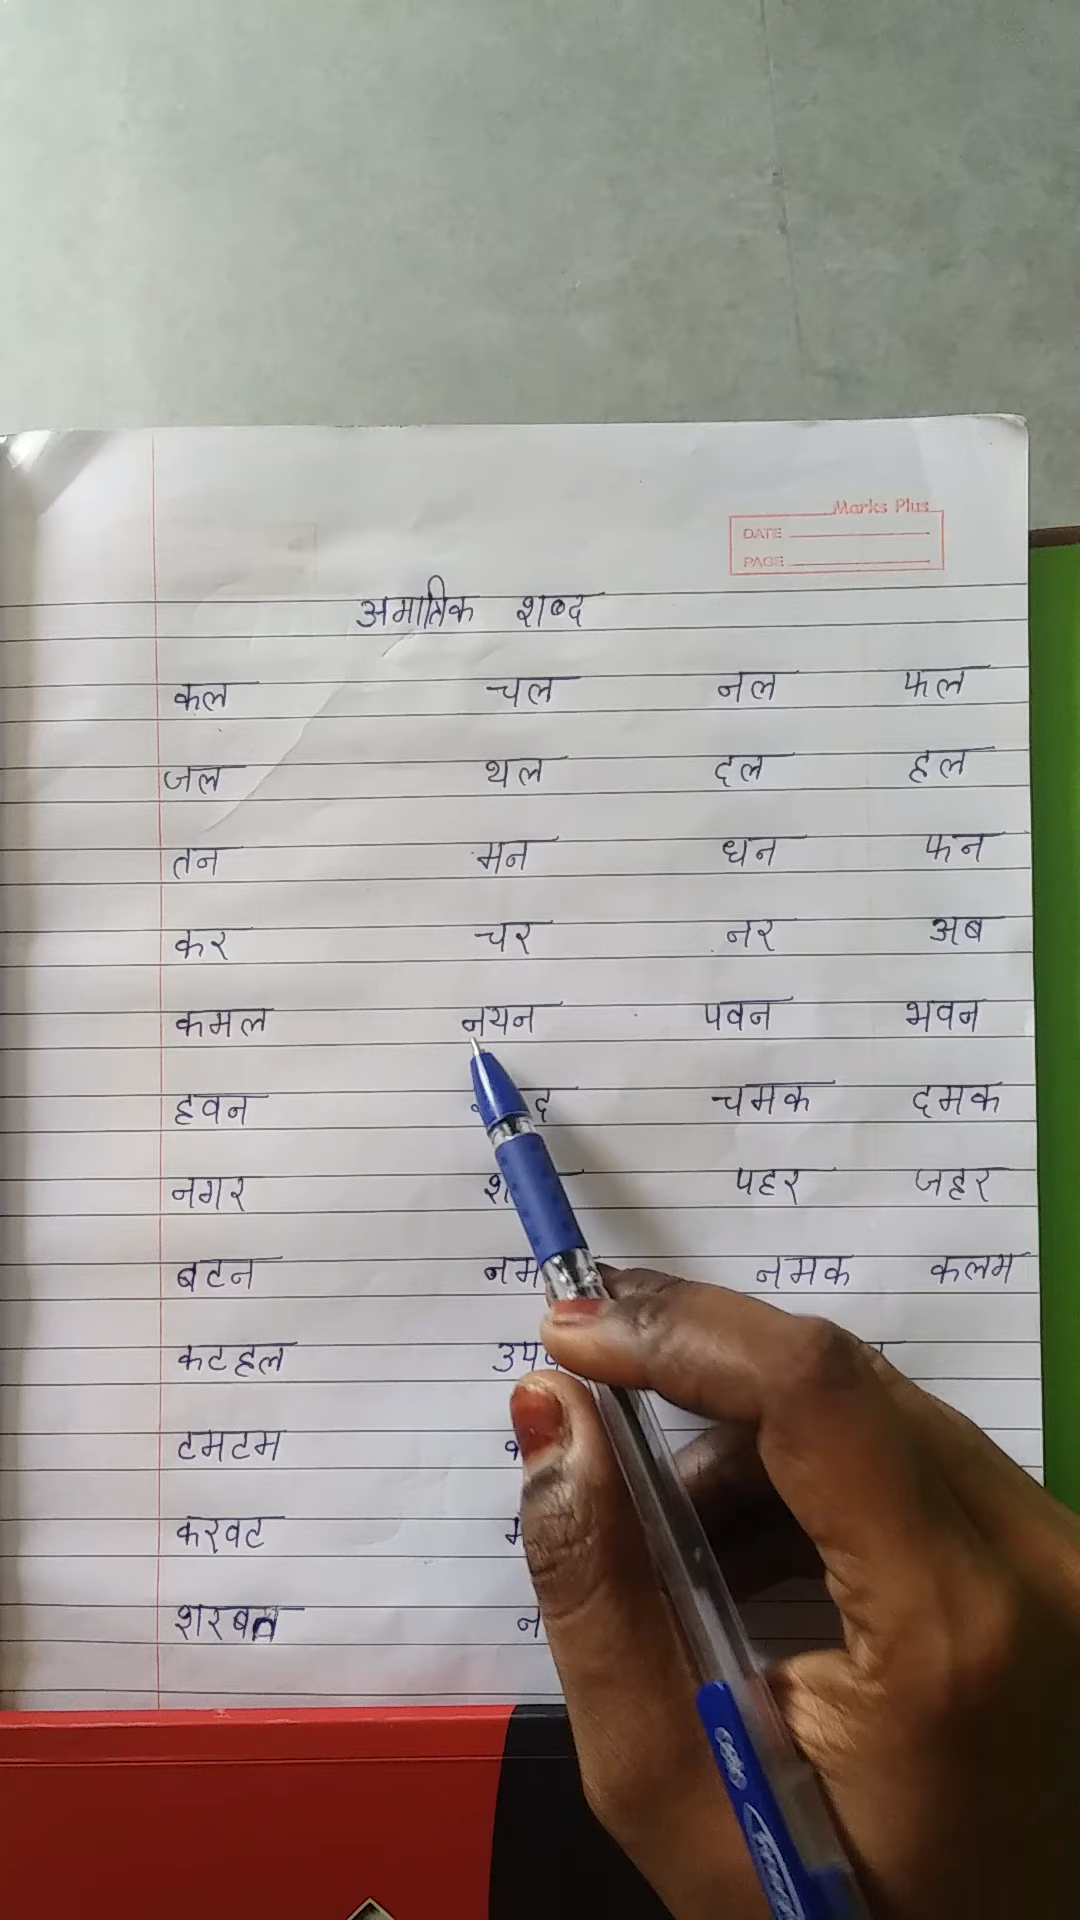 Marks Plus
DATE
PAGE
अमात्रिक शब्द
कल चल नल फल
जल थल दल हल
तन मन धन फन
कर चर नर अब
कमल नयन पवन भवन
हवन चमक दमक
नगर पहर जहर
बटन नमक कलम
कटहल
टमटम
करवट
शरबत